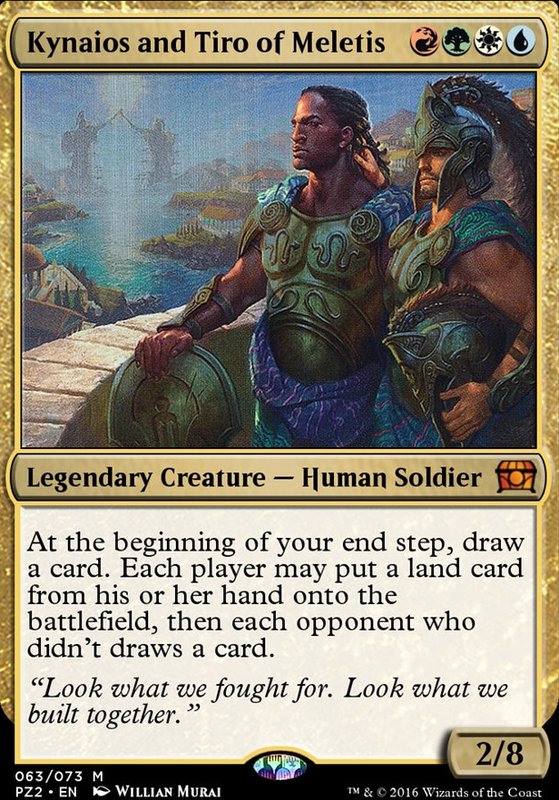 Kynaios and Tiro of Meletis
Legendary Creature — Human Soldier
At the beginning of your end step, draw
a card. Each player may put a land card
from his or her hand onto the
battlefield, then each opponent who
didn't draws a card.
“Look what we fought for. Look what we
built together.”
2/8
063/073 M
PZ2 • EN Willian Murai
™ & © 2016 Wizards of the Coast